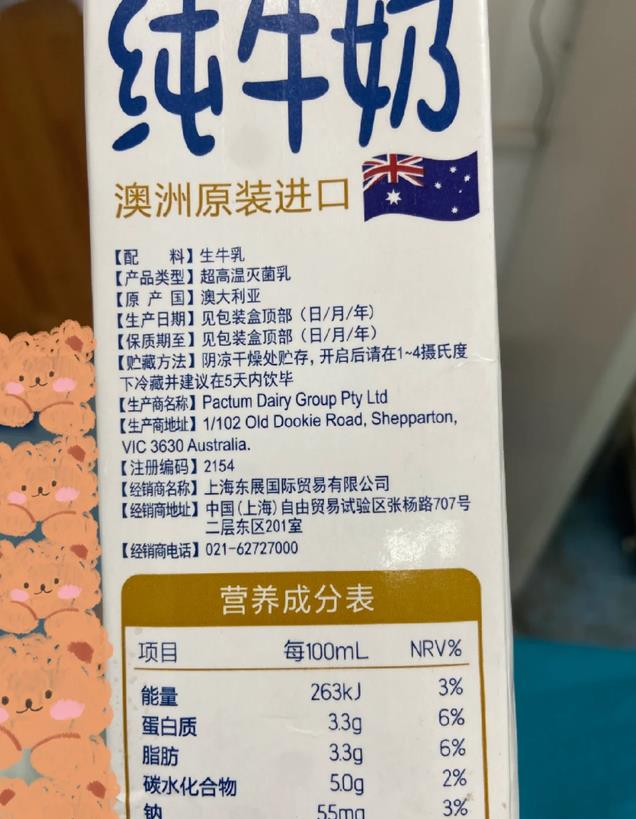 纯牛奶
澳洲原装进口
【配　　料】生牛乳
【产品类型】超高温灭菌乳
【原 产 国】澳大利亚
【生产日期】见包装盒顶部（日/月/年）
【保质期至】见包装盒顶部（日/月/年）
【贮藏方法】阴凉干燥处贮存, 开启后请在1~4摄氏度
下冷藏并建议在5天内饮毕
【生产商名称】Pactum Dairy Group Pty Ltd
【生产商地址】1/102 Old Dookie Road, Shepparton,
VIC 3630 Australia.
【注册编码】2154
【经销商名称】上海东展国际贸易有限公司
【经销商地址】中国(上海)自由贸易试验区张杨路707号
二层东区201室
【经销商电话】021-62727000
营养成分表
项目 每100mL NRV%
能量 263kJ 3%
蛋白质 3.3g 6%
脂肪 3.3g 6%
碳水化合物 5.0g 2%
钠 55mg 3%